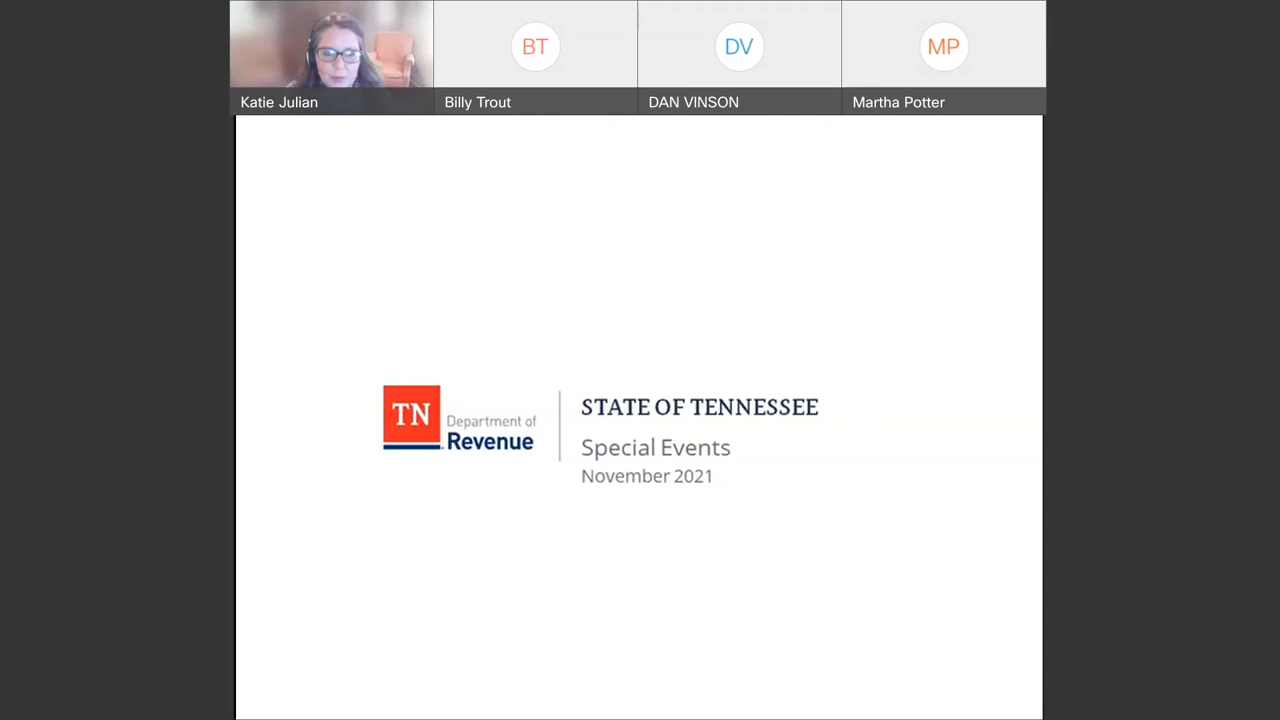 BT
DV
MP
Katie Julian
Billy Trout
DAN VINSON
Martha Potter
TN
Department of
Revenue
STATE OF TENNESSEE
Special Events
November 2021